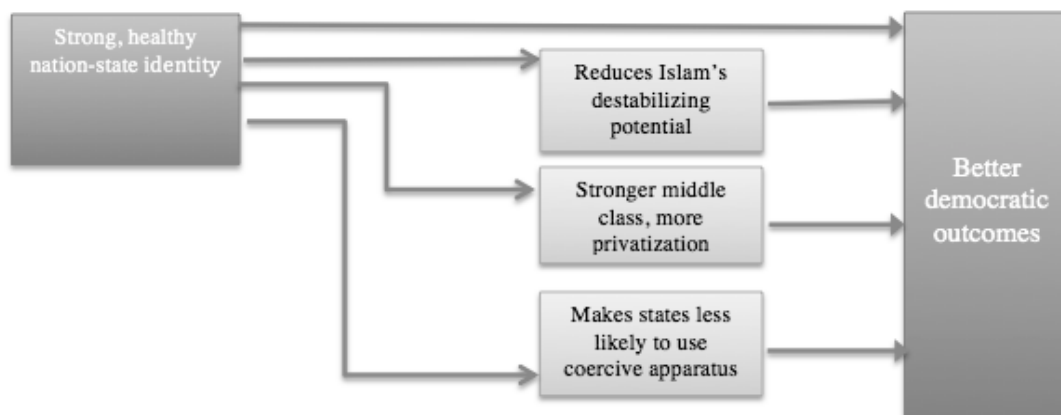 Strong, healthy
nation-state identity
Reduces Islam's
destabilizing
potential
Stronger middle
class, more
privatization
Makes states less
likely to use
coercive apparatus
Better
democratic
outcomes